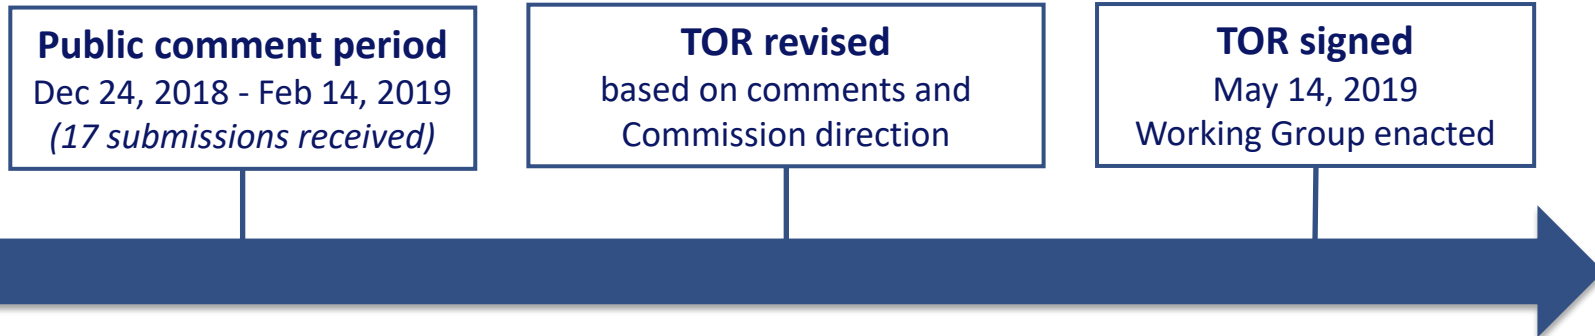 Public comment period
Dec 24, 2018 - Feb 14, 2019
(17 submissions received)
TOR revised
based on comments and
Commission direction
TOR signed
May 14, 2019
Working Group enacted